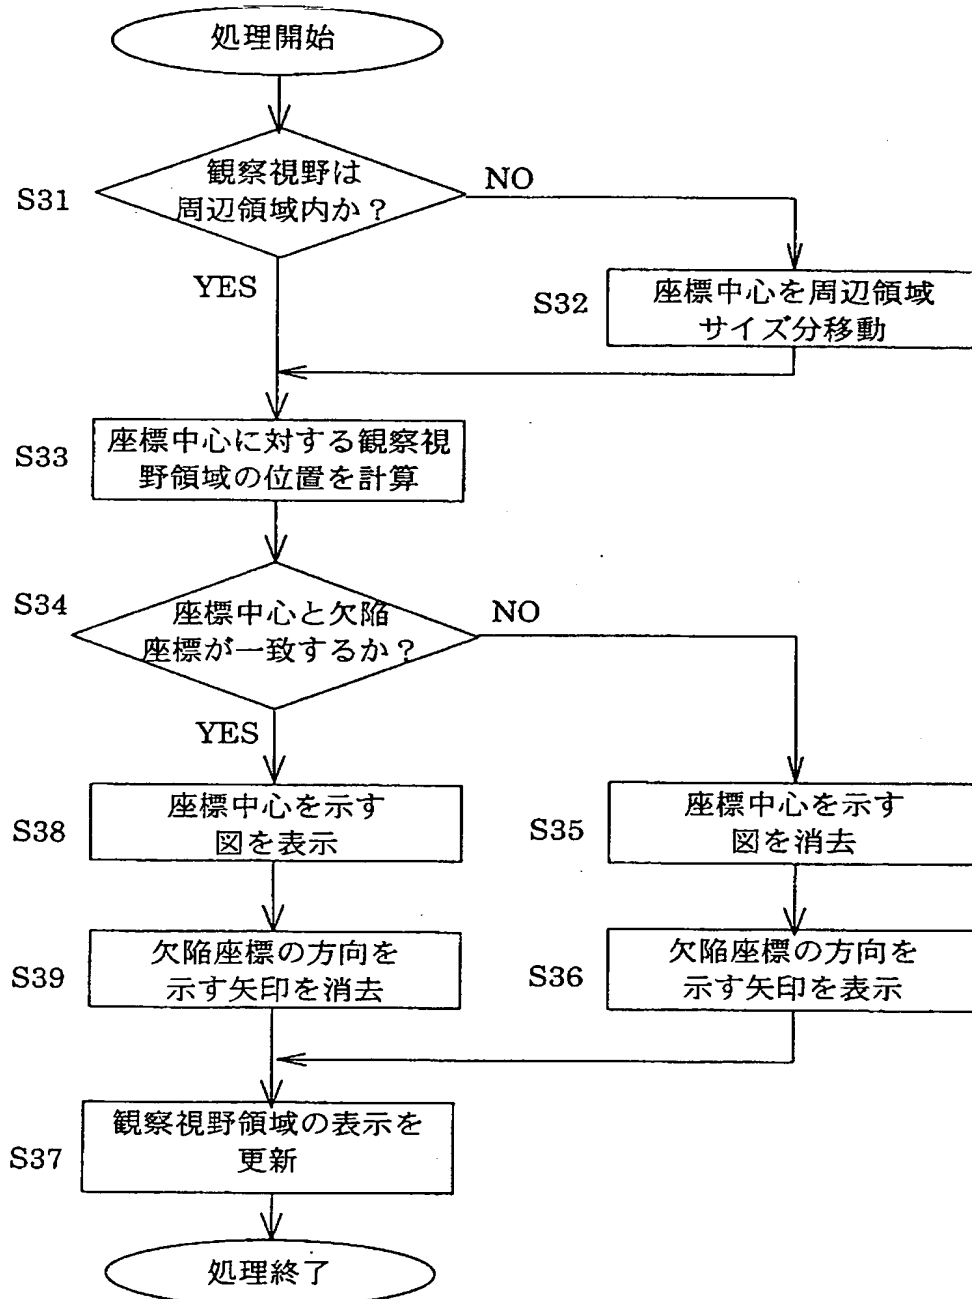 処理開始
S31
観察視野は
周辺領域内か？
NO
YES
S32
座標中心を周辺領域
サイズ分移動
S33
座標中心に対する観察視
野領域の位置を計算
S34
座標中心と欠陥
座標が一致するか？
NO
YES
S38
座標中心を示す
図を表示
S35
座標中心を示す
図を消去
S39
欠陥座標の方向を
示す矢印を消去
S36
欠陥座標の方向を
示す矢印を表示
S37
観察視野領域の表示を
更新
処理終了